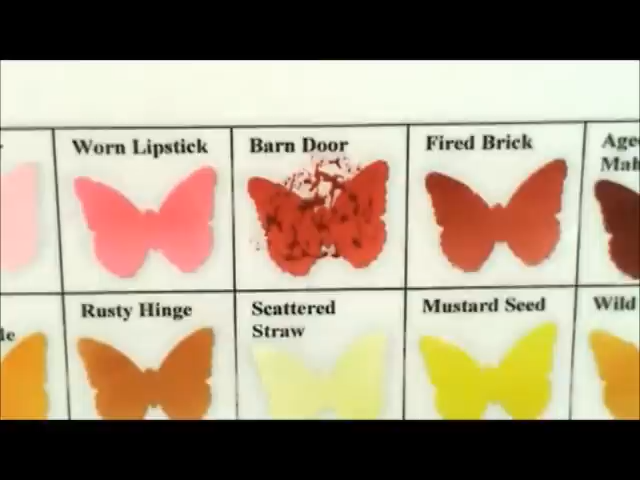 Worn Lipstick
Barn Door
Fired Brick
Rusty Hinge
Scattered
Straw
Mustard Seed
Wild